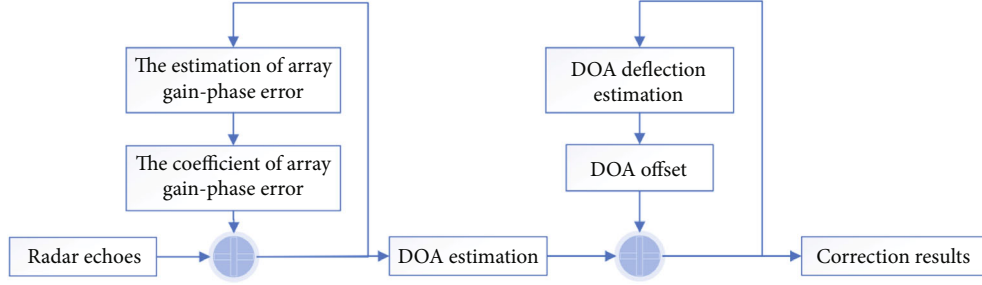 The estimation of array
gain-phase error
The coefficient of array
gain-phase error
DOA deflection
estimation
DOA offset
Radar echoes
DOA estimation
Correction results